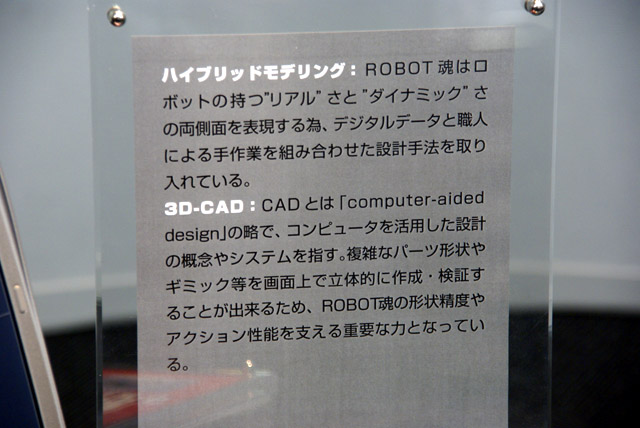 ハイブリッドモデリング：ROBOT魂はロ
ボットの持つ"リアル"さと"ダイナミック"さ
の両側面を表現する為、デジタルデータと職人
による手作業を組み合わせた設計手法を取り
入れている。
3D-CAD：CADとは「computer-aided
design」の略で、コンピュータを活用した設計
の概念やシステムを指す。複雑なパーツ形状や
ギミック等を画面上で立体的に作成・検証す
ることが出来るため、ROBOT魂の形状精度や
アクション性能を支える重要な力となってい
る。